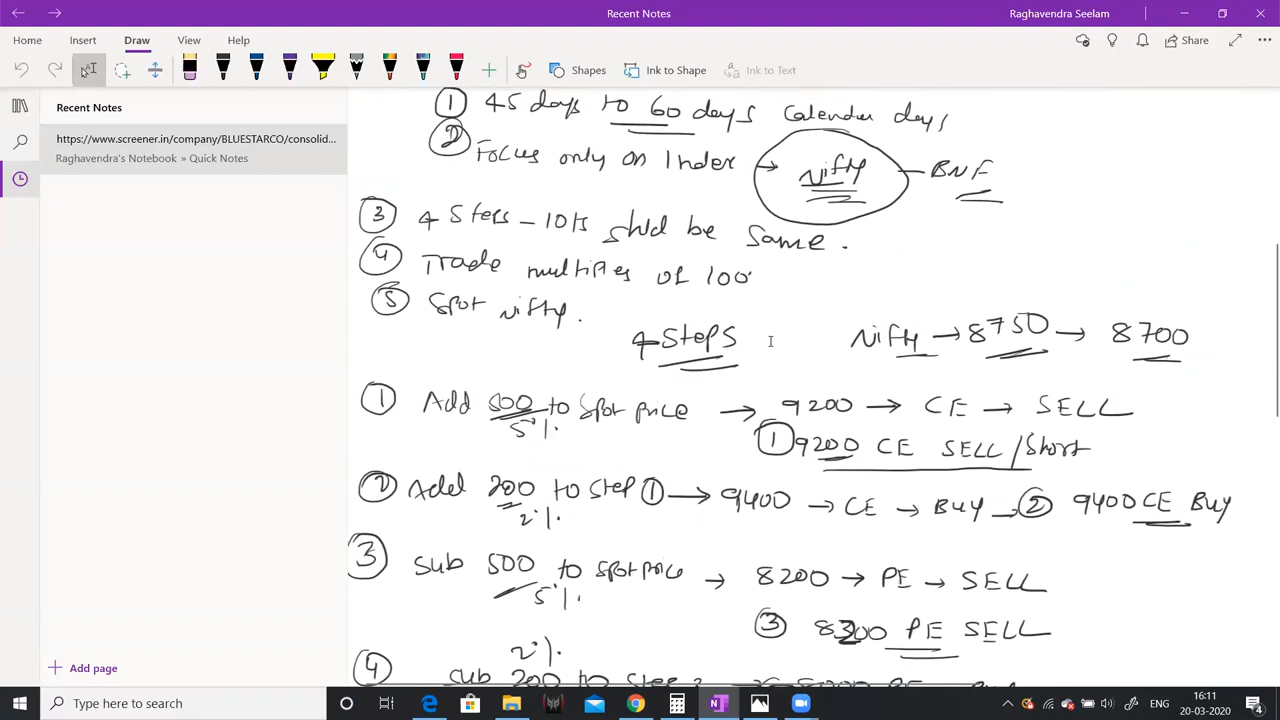 Recent Notes
Raghavendra Seelam
Home Insert Draw View Help
Share
Shapes Ink to Shape Ink to Text
Recent Notes
https://www.screener.in/company/BLUESTARCO/consolid...
Raghavendra's Notebook » Quick Notes
① 45 days to 60 days Calendar days
② Focus only on Index → Nifty — BNF
③ 4 Steps - lots shld be Same.
④ Trade multiples of 100
⑤ Spot Nifty.
4 Steps Nifty → 8750 → 8700
① Add 500 to Spot price → 9200 → CE → SELL
5%.
① 9200 CE SELL/Short
② Add 200 to Step ① → 9400 → CE → BUY → ② 9400 CE Buy
2%.
③ Sub 500 to spot price → 8200 → PE → SELL
5%.
③ 8200 PE SELL
2%.
④ Sub 200 to Step
Add page
Type here to search
ENG
16:11
20-03-2020